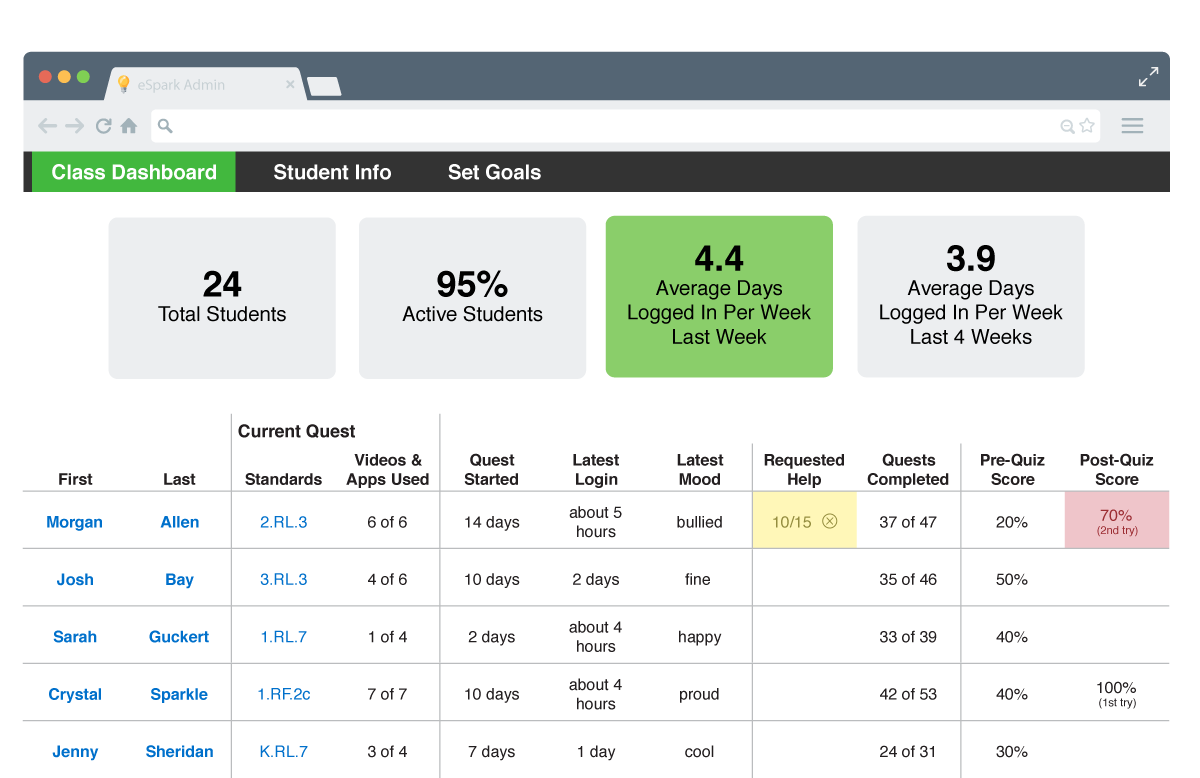 eSpark Admin
Class Dashboard Student Info Set Goals
24
Total Students
95%
Active Students
4.4
Average Days
Logged In Per Week
Last Week
3.9
Average Days
Logged In Per Week
Last 4 Weeks
Current Quest
First
Last
Standards
Videos &
Apps Used
Quest
Started
Latest
Login
Latest
Mood
Requested
Help
Quests
Completed
Pre-Quiz
Score
Post-Quiz
Score
Morgan
Allen
2.RL.3
6 of 6
14 days
about 5
hours
bullied
10/15
37 of 47
20%
70%
(2nd try)
Josh
Bay
3.RL.3
4 of 6
10 days
2 days
fine
35 of 46
50%
Sarah
Guckert
1.RL.7
1 of 4
2 days
about 4
hours
happy
33 of 39
40%
Crystal
Sparkle
1.RF.2c
7 of 7
10 days
about 4
hours
proud
42 of 53
40%
100%
(1st try)
Jenny
Sheridan
K.RL.7
3 of 4
7 days
1 day
cool
24 of 31
30%